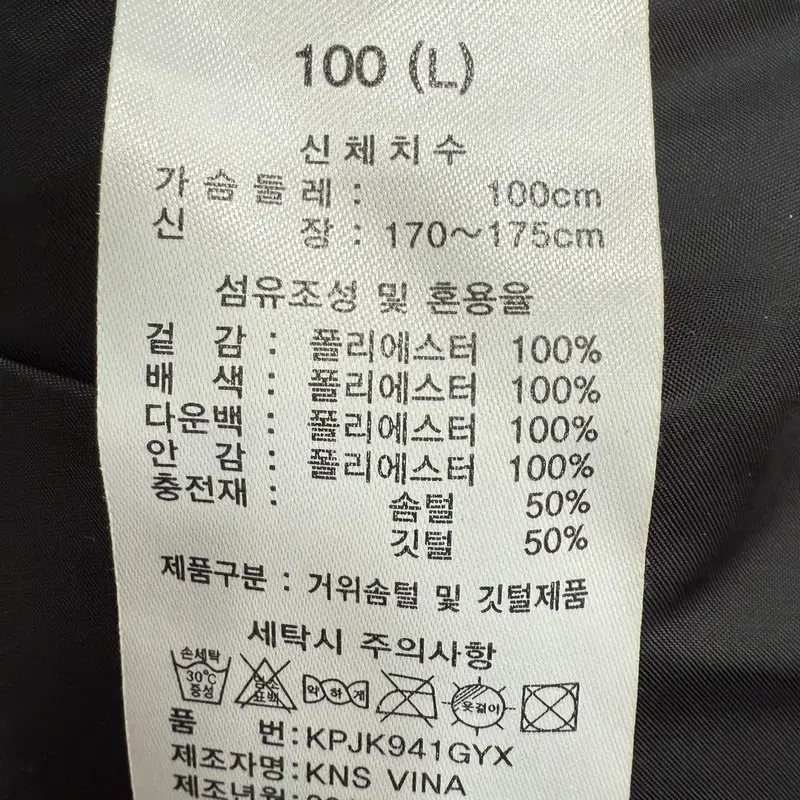 100 (L)
신체치수
가슴둘레 : 100cm
신 장 : 170~175cm
섬유조성 및 혼용율
겉 감 : 폴리에스터 100%
배 색 : 폴리에스터 100%
다운백 : 폴리에스터 100%
안 감 : 폴리에스터 100%
충전재 : 솜털 50%
깃털 50%
제품구분 : 거위솜털 및 깃털제품
세탁시 주의사항
손세탁 30℃ 중성 염소 표백 약하게 옷걸이
품 번:KPJK941GYX
제조자명:KNS VINA
제조년월: